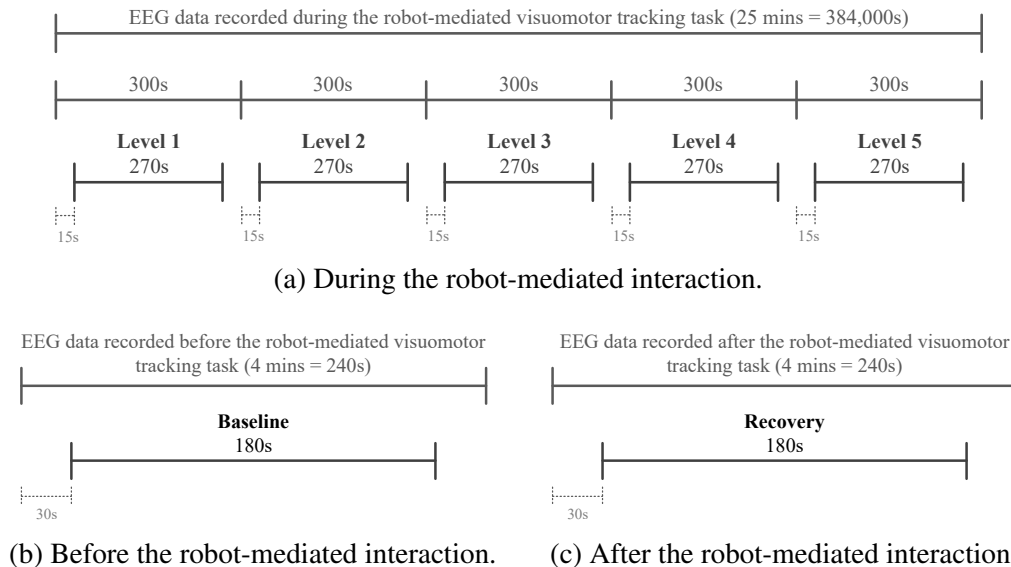 EEG data recorded during the robot-mediated visuomotor tracking task (25 mins = 384,000s)
300s 300s 300s 300s 300s
Level 1 Level 2 Level 3 Level 4 Level 5
270s 270s 270s 270s 270s
15s 15s 15s 15s 15s
(a) During the robot-mediated interaction.
EEG data recorded before the robot-mediated visuomotor
tracking task (4 mins = 240s)
Baseline
180s
30s
(b) Before the robot-mediated interaction.
EEG data recorded after the robot-mediated visuomotor
tracking task (4 mins = 240s)
Recovery
180s
30s
(c) After the robot-mediated interaction